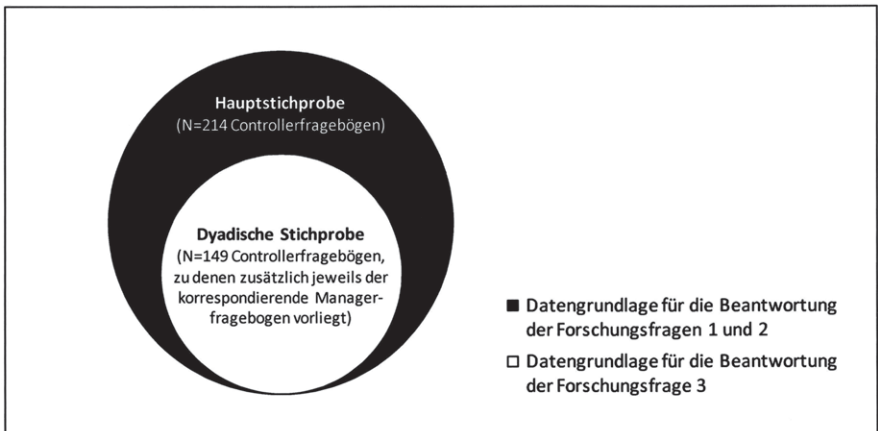 Hauptstichprobe
(N=214 Controllerfragebögen)
Dyadische Stichprobe
(N=149 Controllerfragebögen,
zu denen zusätzlich jeweils der
korrespondierende Manager-
fragebogen vorliegt)
Datengrundlage für die Beantwortung
der Forschungsfragen 1 und 2
Datengrundlage für die Beantwortung
der Forschungsfrage 3